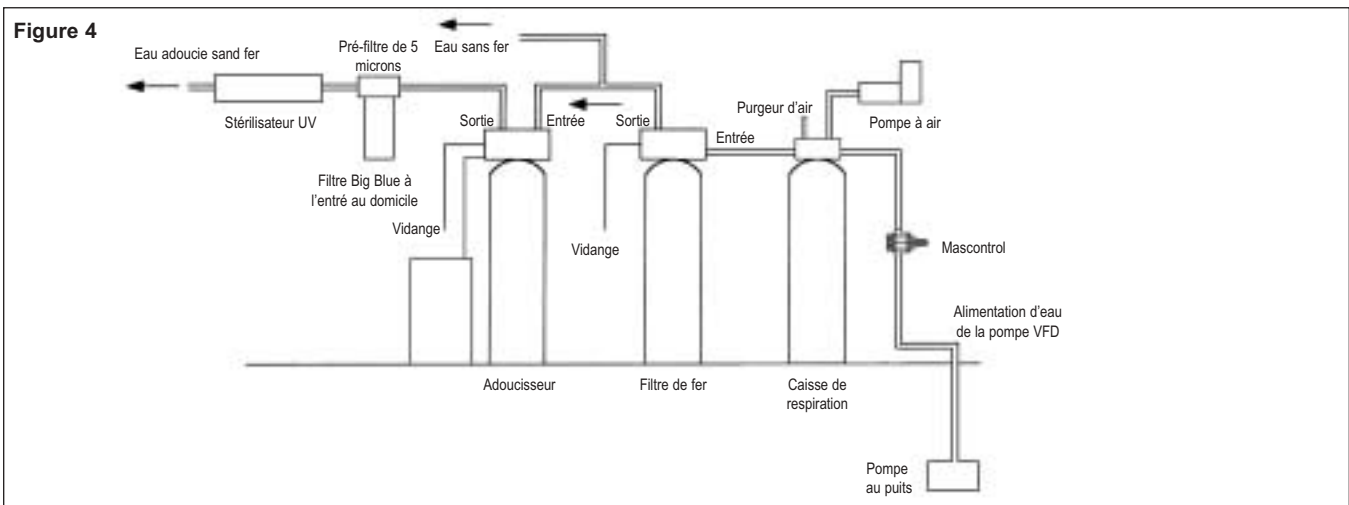 Figure 4
Eau adoucie sand fer
Pré-filtre de 5
microns
Eau sans fer
Stérilisateur UV
Sortie
Entrée
Sortie
Entrée
Purgeur d'air
Pompe à air
Filtre Big Blue à
l'entré au domicile
Vidange
Vidange
Mascontrol
Alimentation d'eau
de la pompe VFD
Adoucisseur
Filtre de fer
Caisse de
respiration
Pompe
au puits